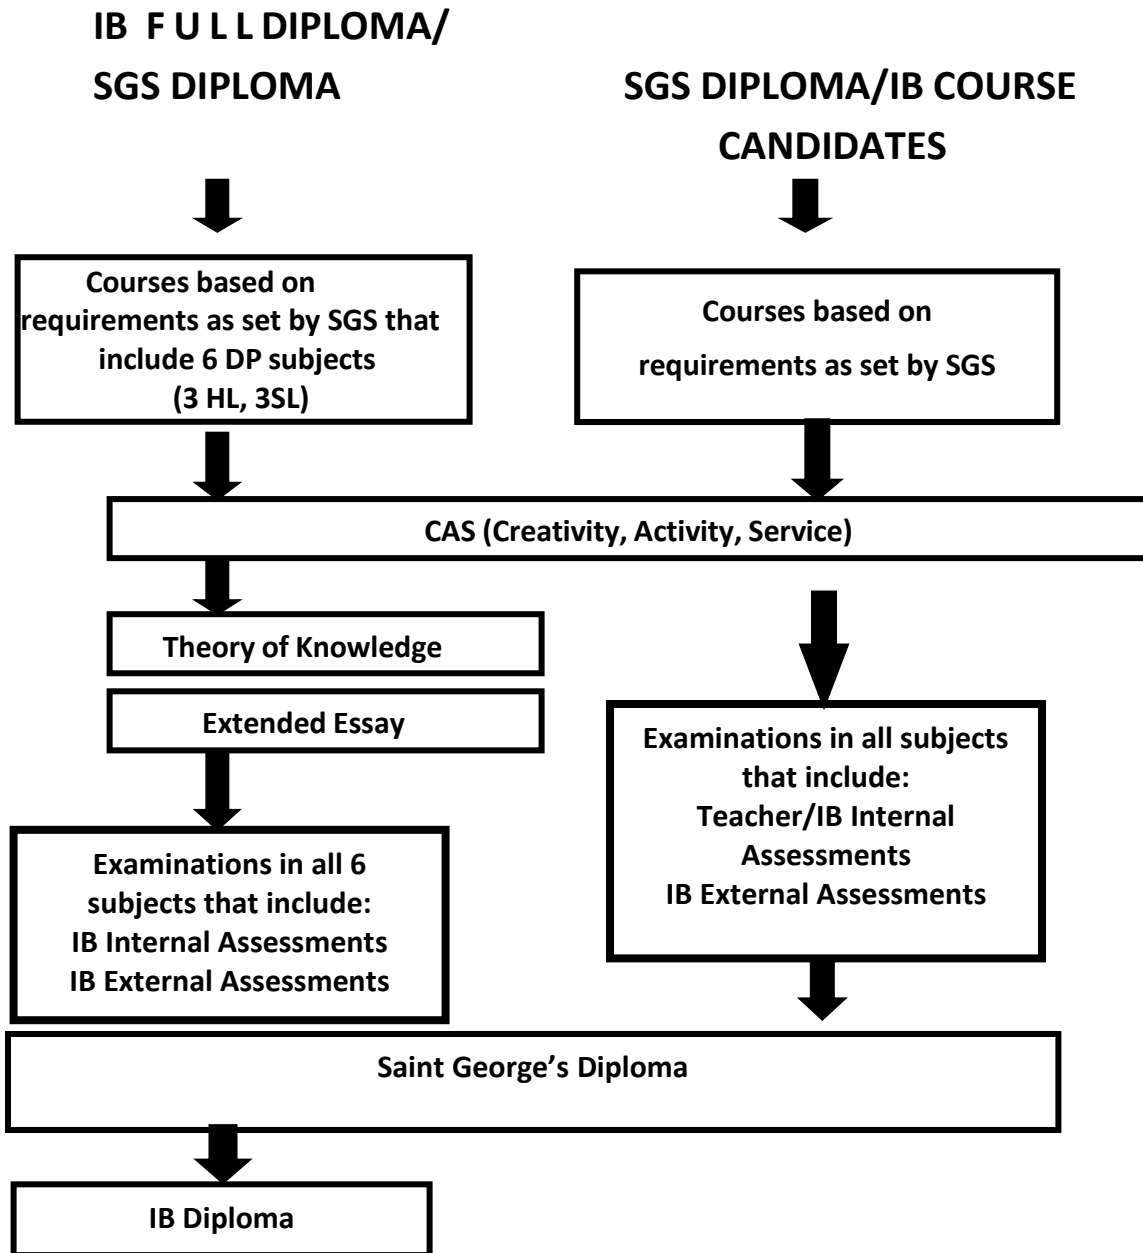 IB F U L L DIPLOMA/
SGS DIPLOMA
SGS DIPLOMA/IB COURSE
CANDIDATES
Courses based on
requirements as set by SGS that
include 6 DP subjects
(3 HL, 3SL)
Courses based on
requirements as set by SGS
CAS (Creativity, Activity, Service)
Theory of Knowledge
Extended Essay
Examinations in all 6
subjects that include:
IB Internal Assessments
IB External Assessments
Examinations in all subjects
that include:
Teacher/IB Internal
Assessments
IB External Assessments
Saint George’s Diploma
IB Diploma